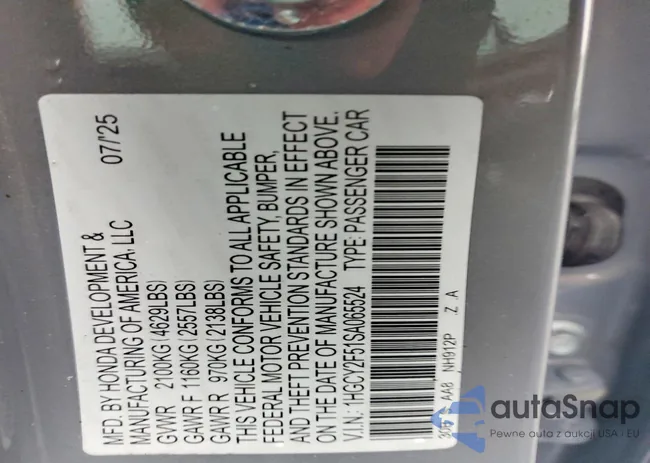 MFD. BY HONDA DEVELOPMENT & 07/'25
MANUFACTURING OF AMERICA, LLC
GVWR 2100KG (4629LBS)
GAWR F 1160KG (2557LBS)
GAWR R 970KG (2138LBS)
THIS VEHICLE CONFORMS TO ALL APPLICABLE
FEDERAL MOTOR VEHICLE SAFETY, BUMPER,
AND THEFT PREVENTION STANDARDS IN EFFECT
ON THE DATE OF MANUFACTURE SHOWN ABOVE.
V.I.N.: 1HGCY2F51SA065524 TYPE: PASSENGER CAR
AA8 NH912P Z A
autaSnap
Pewne auta z aukcji USA - EU